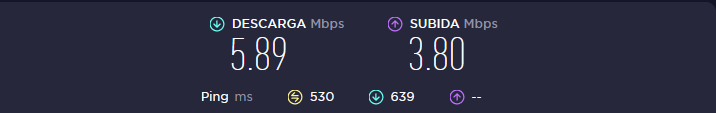 DESCARGA Mbps SUBIDA Mbps
5.89 3.80
Ping ms 530 639 --